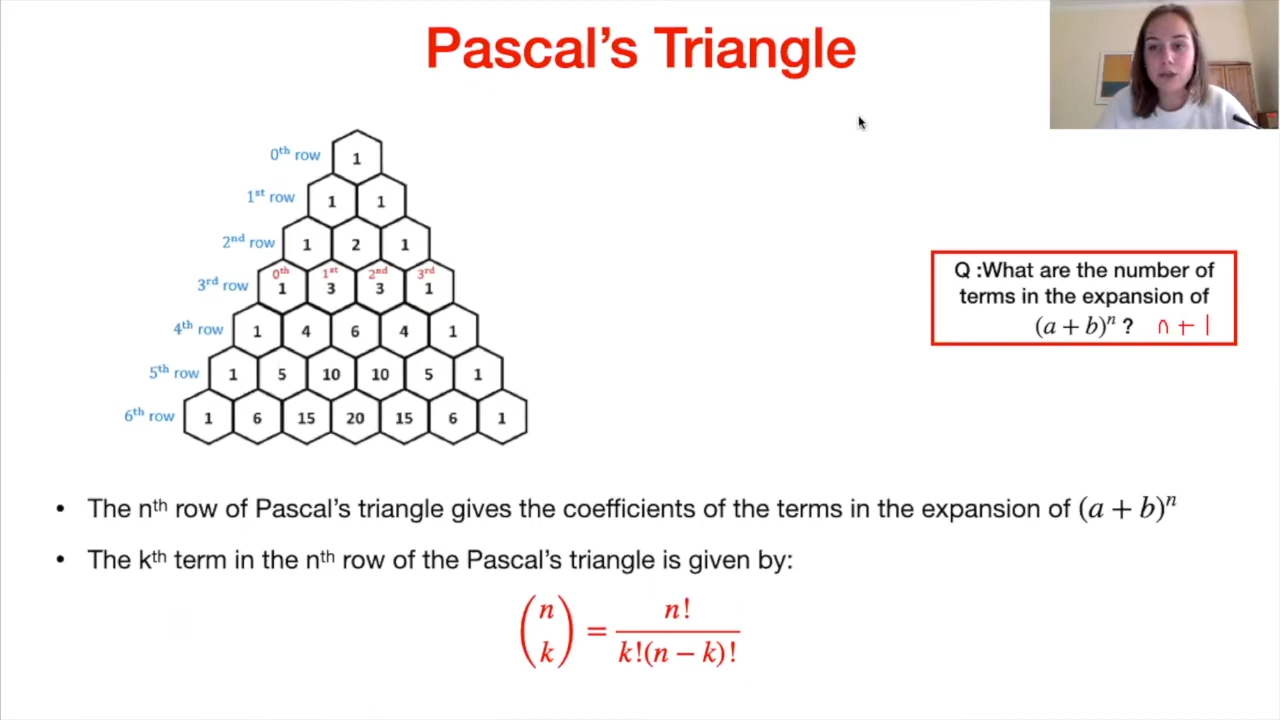 Pascal's Triangle
0th row 1
1st row 1 1
2nd row 1 2 1
0th 1st 2nd 3rd
3rd row 1 3 3 1
4th row 1 4 6 4 1
5th row 1 5 10 10 5 1
6th row 1 6 15 20 15 6 1
Q :What are the number of
terms in the expansion of
(a + b)ⁿ ? n + 1
• The nth row of Pascal's triangle gives the coefficients of the terms in the expansion of (a + b)ⁿ
• The kth term in the nth row of the Pascal's triangle is given by:
(n k) = n! / k!(n − k)!